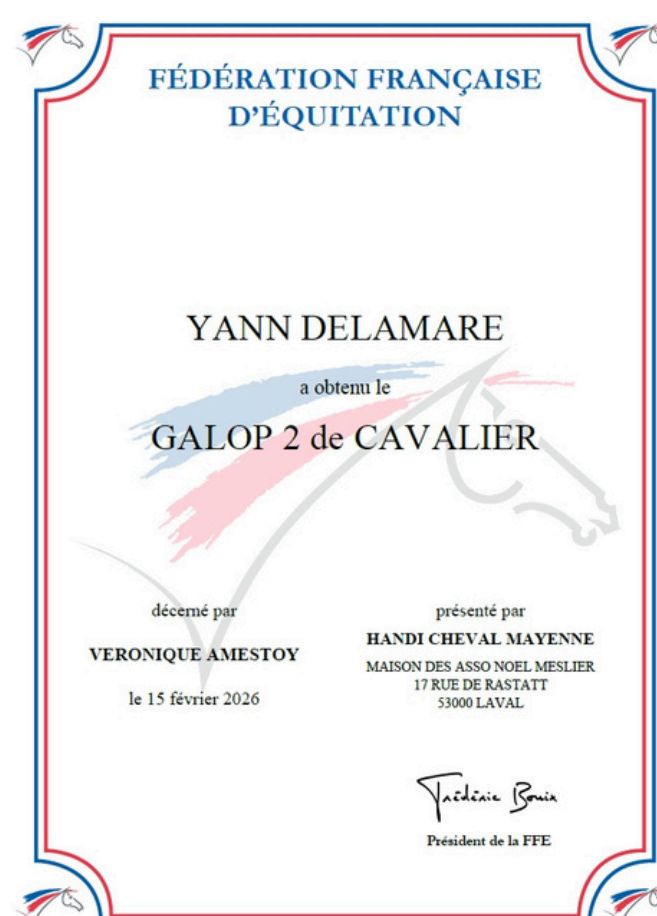 FÉDÉRATION FRANÇAISE
D'ÉQUITATION
YANN DELAMARE
a obtenu le
GALOP 2 de CAVALIER
décerné par
VERONIQUE AMESTOY
le 15 février 2026
présenté par
HANDI CHEVAL MAYENNE
MAISON DES ASSO NOEL MESLIER
17 RUE DE RASTATT
53000 LAVAL
Frédéric Bouix
Président de la FFE